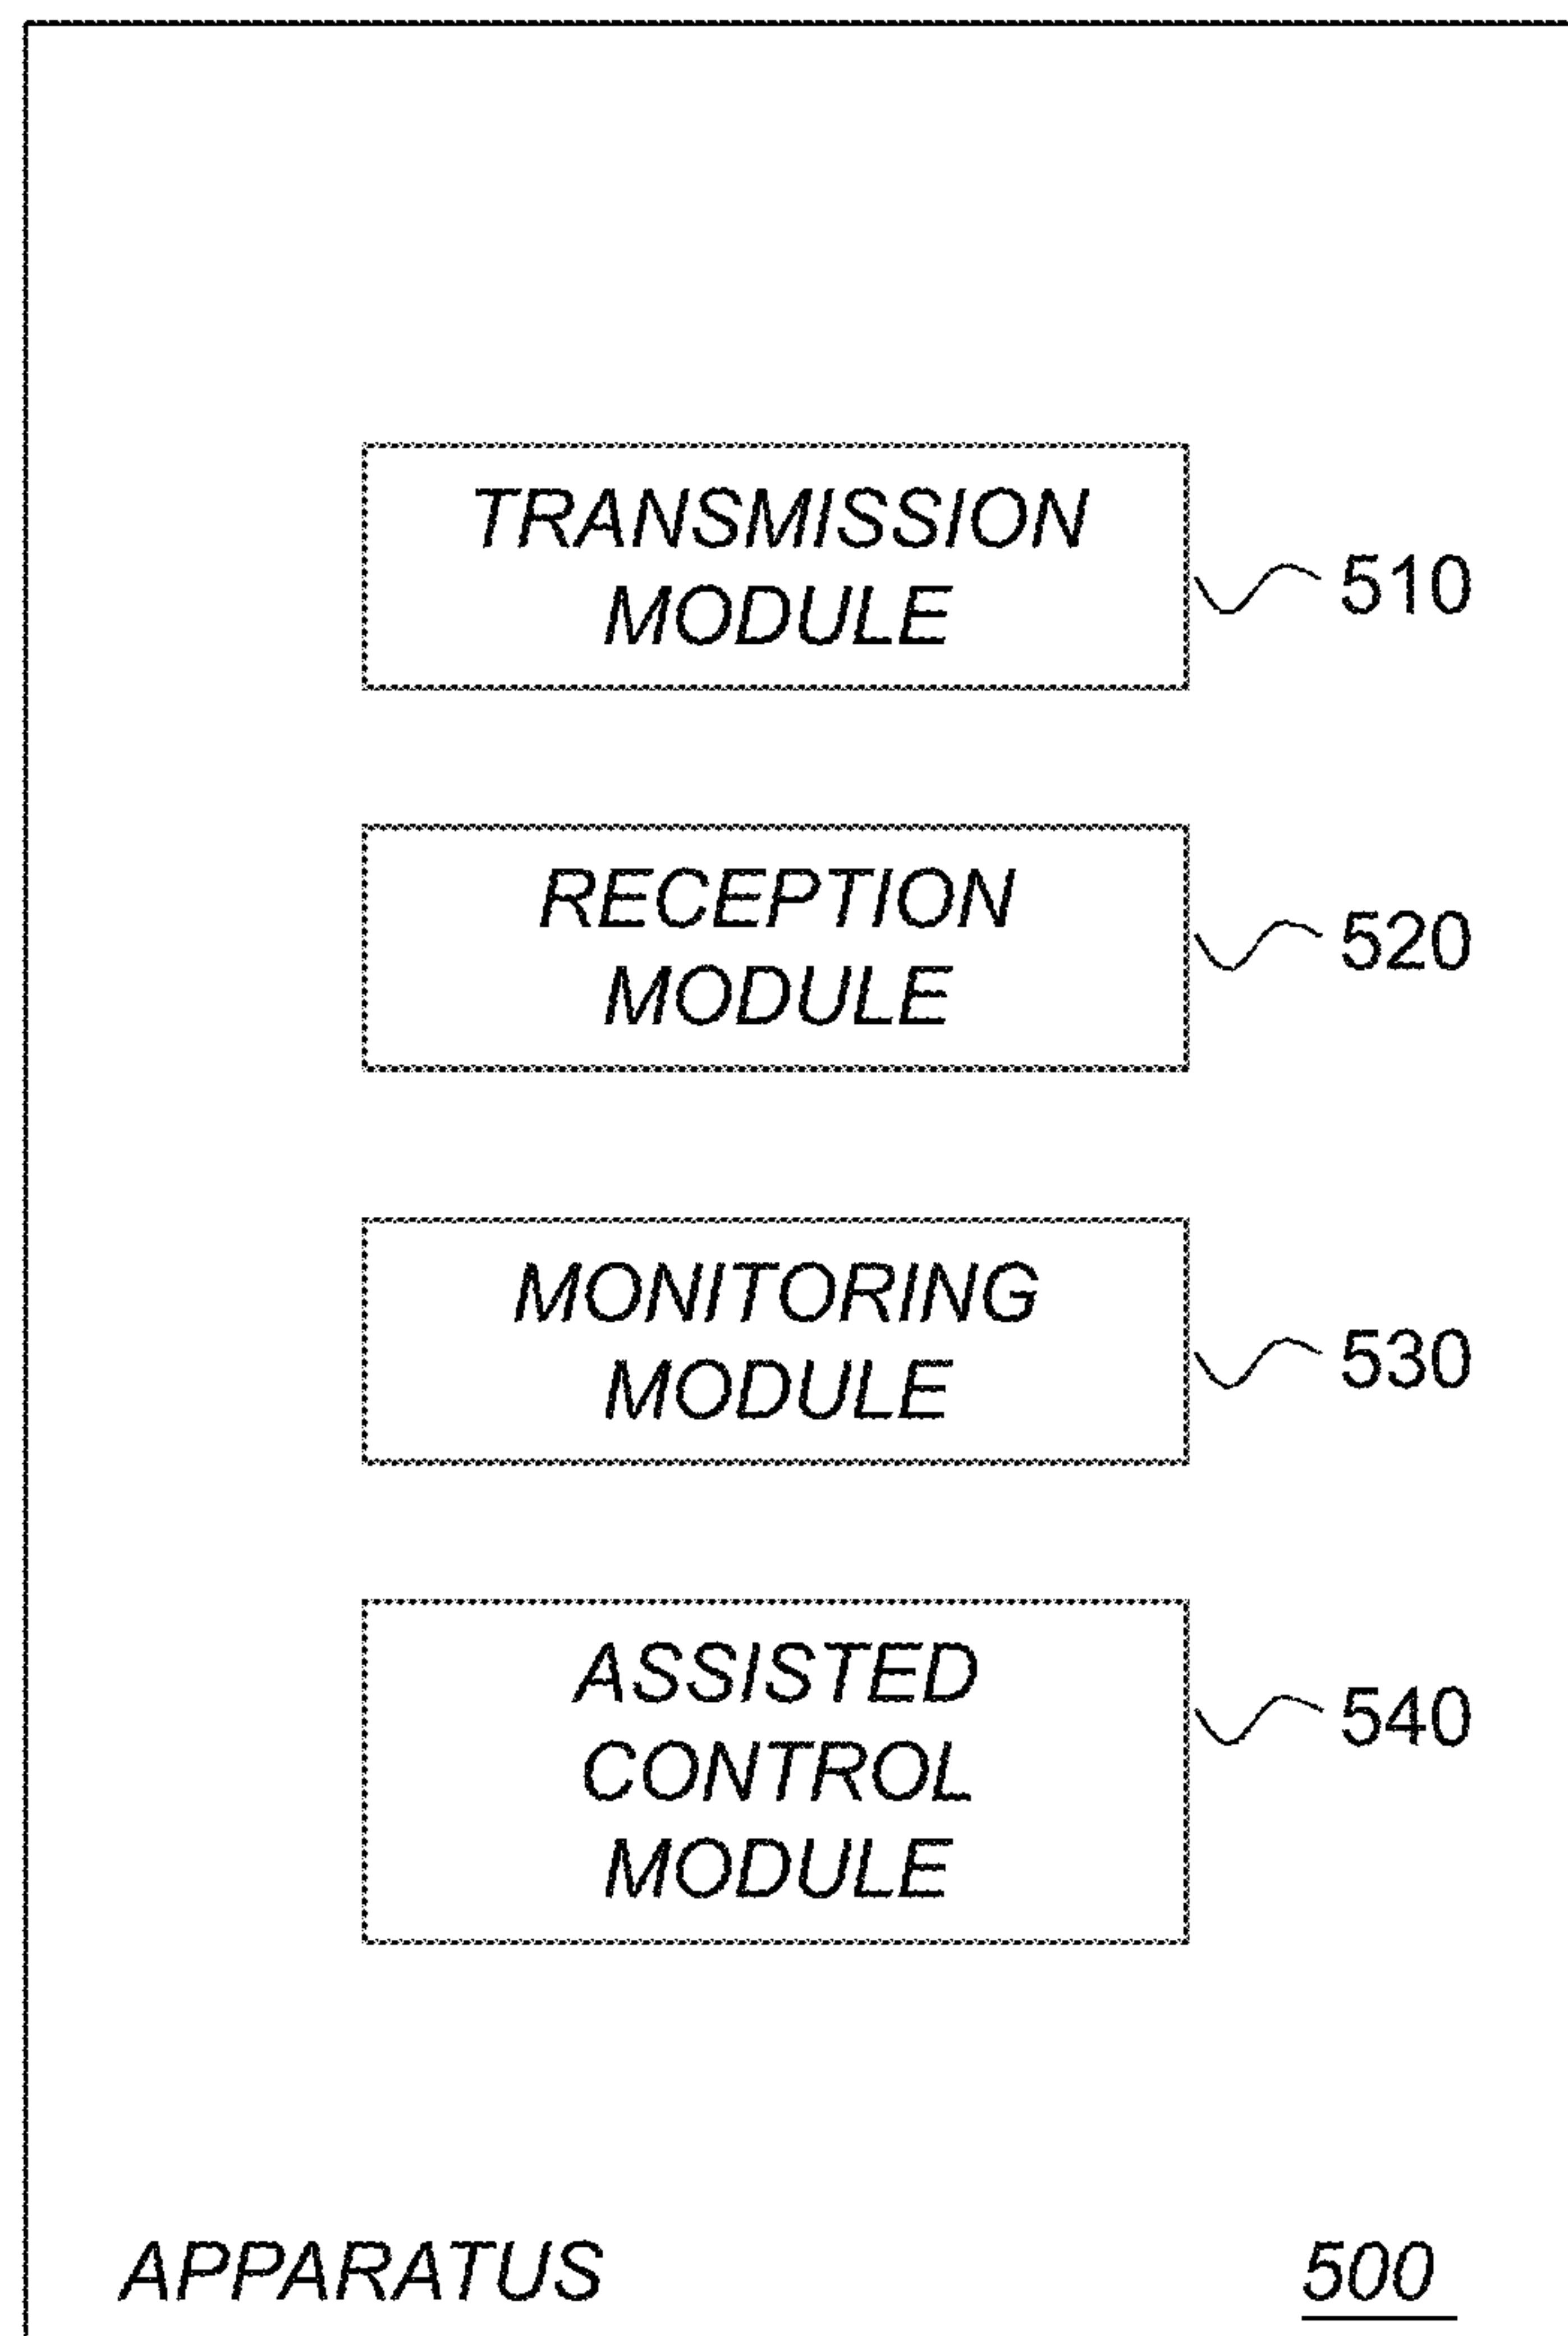 TRANSMISSION
MODULE
510
RECEPTION
MODULE
520
MONITORING
MODULE
530
ASSISTED
CONTROL
MODULE
540
APPARATUS
500